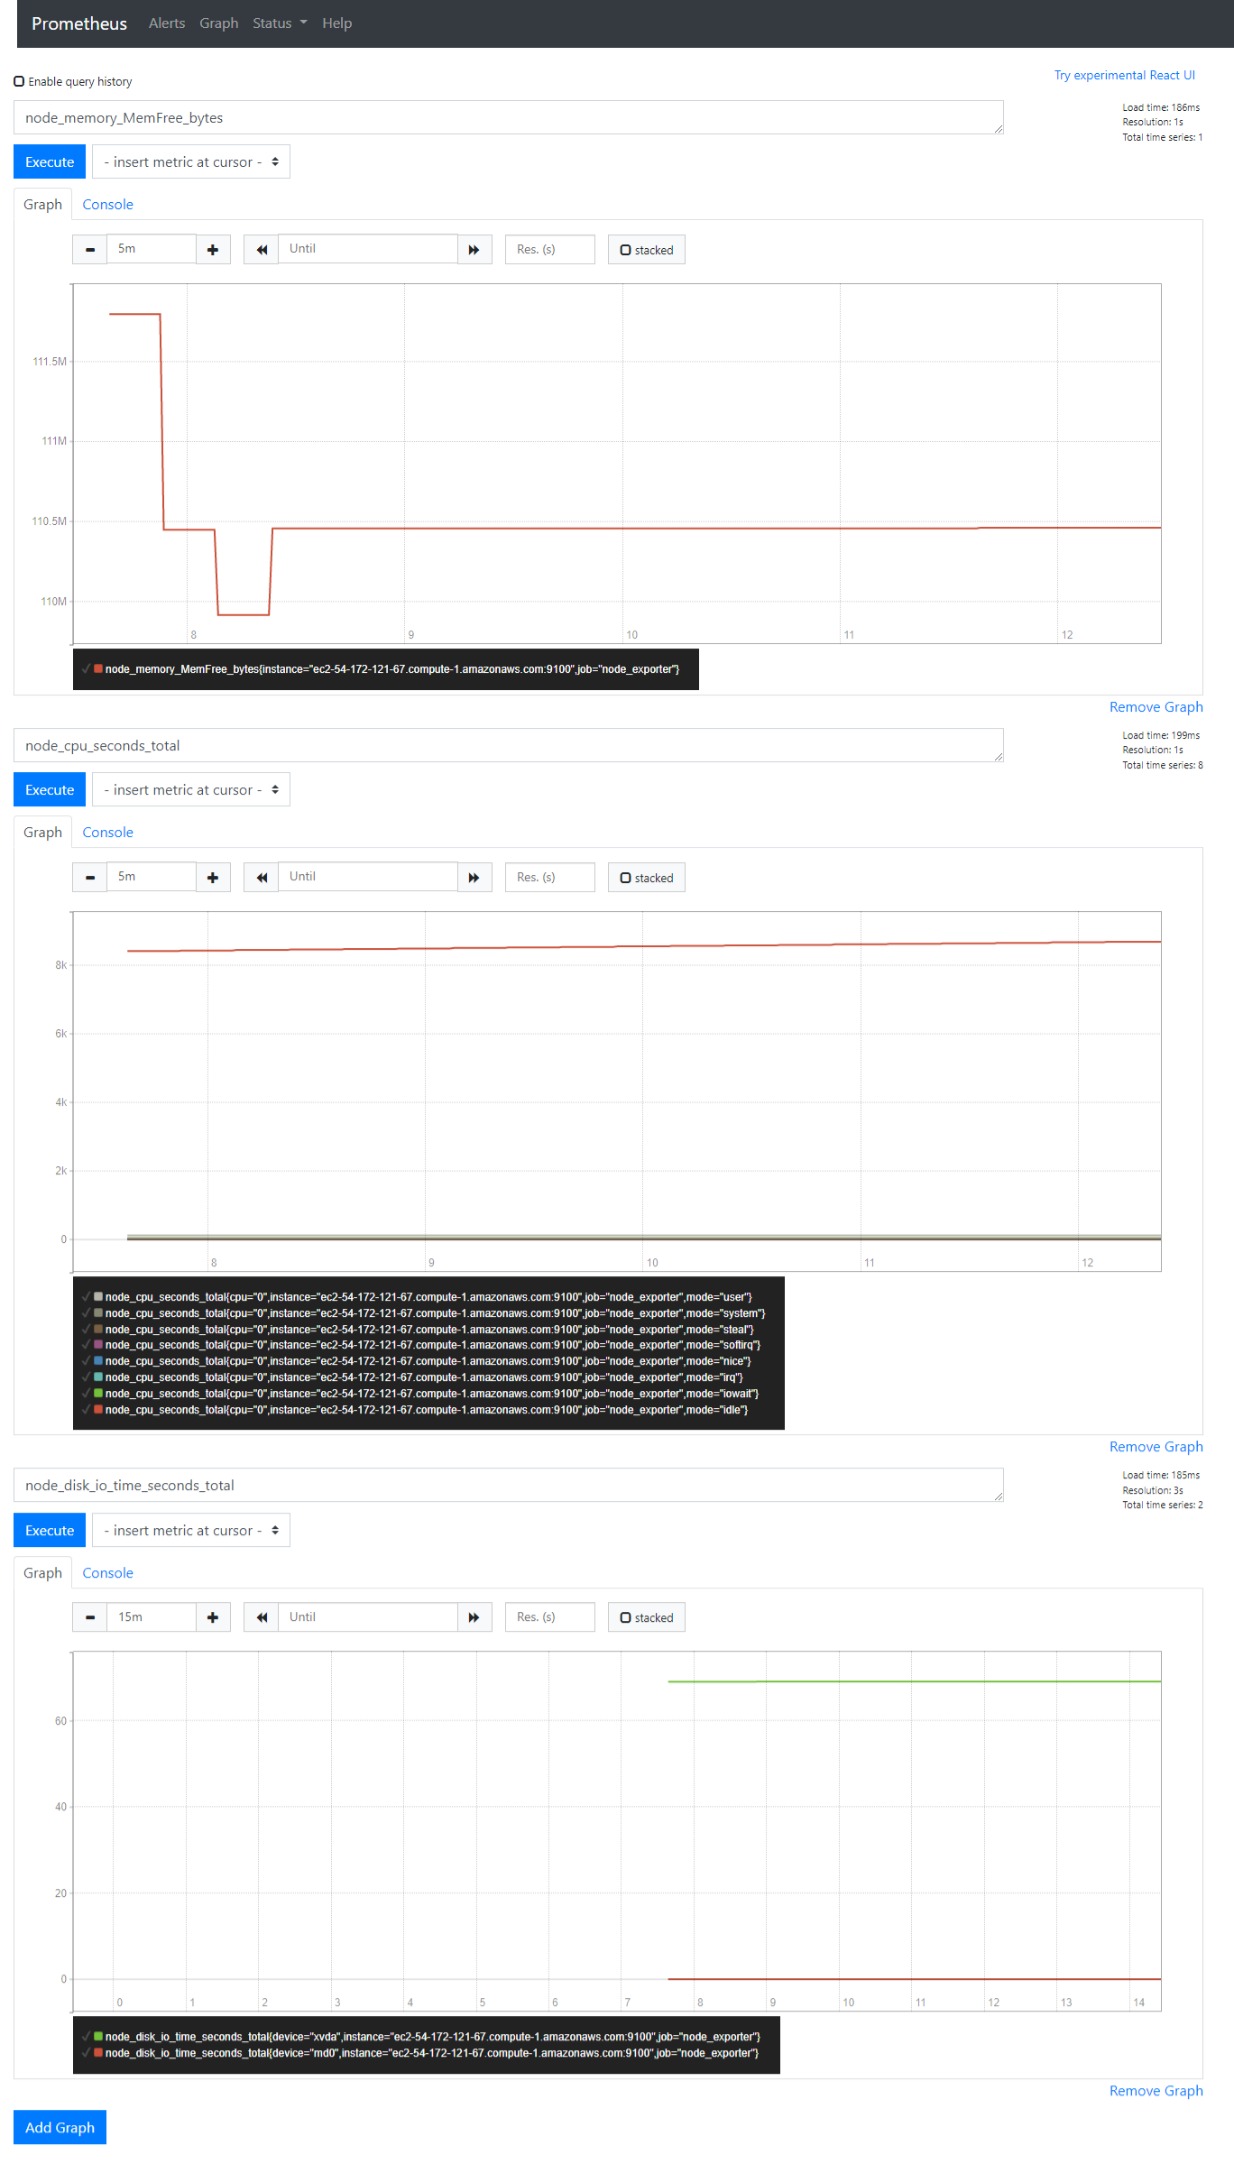 Prometheus Alerts Graph Status Help
Enable query history
Try experimental React UI
node_memory_MemFree_bytes
Load time: 186ms
Resolution: 1s
Total time series: 1
Execute - insert metric at cursor -
Graph Console
5m Until Res. (s) stacked
111.5M
111M
110.5M
110M
8 9 10 11 12
node_memory_MemFree_bytes{instance="ec2-54-172-121-67.compute-1.amazonaws.com:9100",job="node_exporter"}
Remove Graph
node_cpu_seconds_total
Load time: 199ms
Resolution: 1s
Total time series: 8
Execute - insert metric at cursor -
Graph Console
5m Until Res. (s) stacked
8k
6k
4k
2k
0
8 9 10 11 12
node_cpu_seconds_total{cpu="0",instance="ec2-54-172-121-67.compute-1.amazonaws.com:9100",job="node_exporter",mode="user"}
node_cpu_seconds_total{cpu="0",instance="ec2-54-172-121-67.compute-1.amazonaws.com:9100",job="node_exporter",mode="system"}
node_cpu_seconds_total{cpu="0",instance="ec2-54-172-121-67.compute-1.amazonaws.com:9100",job="node_exporter",mode="steal"}
node_cpu_seconds_total{cpu="0",instance="ec2-54-172-121-67.compute-1.amazonaws.com:9100",job="node_exporter",mode="softirq"}
node_cpu_seconds_total{cpu="0",instance="ec2-54-172-121-67.compute-1.amazonaws.com:9100",job="node_exporter",mode="nice"}
node_cpu_seconds_total{cpu="0",instance="ec2-54-172-121-67.compute-1.amazonaws.com:9100",job="node_exporter",mode="irq"}
node_cpu_seconds_total{cpu="0",instance="ec2-54-172-121-67.compute-1.amazonaws.com:9100",job="node_exporter",mode="iowait"}
node_cpu_seconds_total{cpu="0",instance="ec2-54-172-121-67.compute-1.amazonaws.com:9100",job="node_exporter",mode="idle"}
Remove Graph
node_disk_io_time_seconds_total
Load time: 185ms
Resolution: 3s
Total time series: 2
Execute - insert metric at cursor -
Graph Console
15m Until Res. (s) stacked
60
40
20
0
0 1 2 3 4 5 6 7 8 9 10 11 12 13 14
node_disk_io_time_seconds_total{device="xvda",instance="ec2-54-172-121-67.compute-1.amazonaws.com:9100",job="node_exporter"}
node_disk_io_time_seconds_total{device="md0",instance="ec2-54-172-121-67.compute-1.amazonaws.com:9100",job="node_exporter"}
Remove Graph
Add Graph